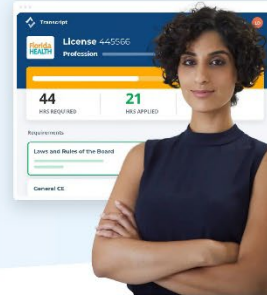 Transcript
Florida
HEALTH
License 445566
Profession
44
HRS REQUIRED
21
HRS APPLIED
Requirements
Laws and Rules of the Board
General CE